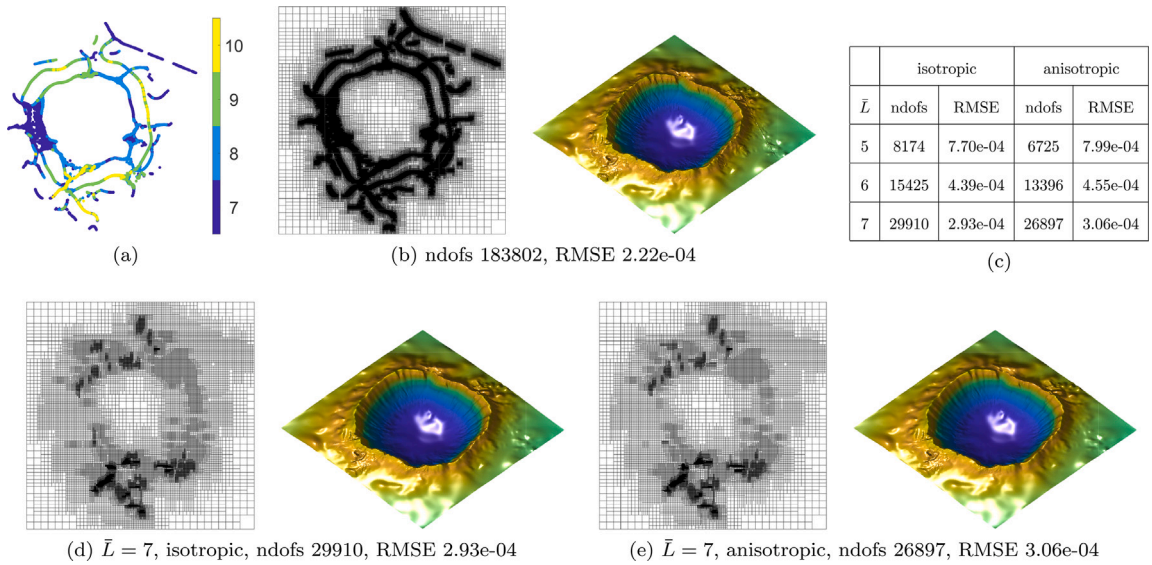 10
9
8
7
(a)
(b) ndofs 183802, RMSE 2.22e-04
isotropic anisotropic
L̄ ndofs RMSE ndofs RMSE
5 8174 7.70e-04 6725 7.99e-04
6 15425 4.39e-04 13396 4.55e-04
7 29910 2.93e-04 26897 3.06e-04
(c)
(d) L̄ = 7, isotropic, ndofs 29910, RMSE 2.93e-04
(e) L̄ = 7, anisotropic, ndofs 26897, RMSE 3.06e-04